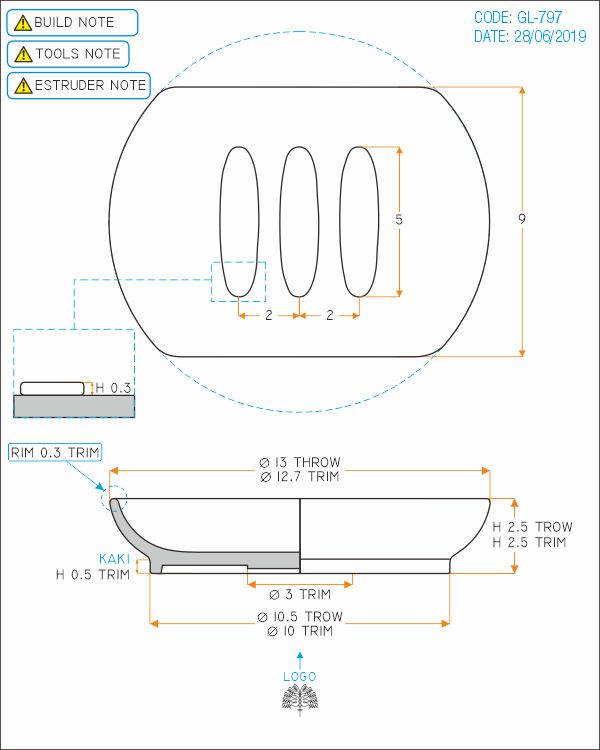 BUILD NOTE
TOOLS NOTE
ESTRUDER NOTE
CODE: GL-797
DATE: 28/06/2019
5
9
2
2
H 0.3
RIM 0.3 TRIM
Ø 13 THROW
Ø 12.7 TRIM
H 2.5 TROW
H 2.5 TRIM
KAKI
H 0.5 TRIM
Ø 3 TRIM
Ø 10.5 TROW
Ø 10 TRIM
LOGO